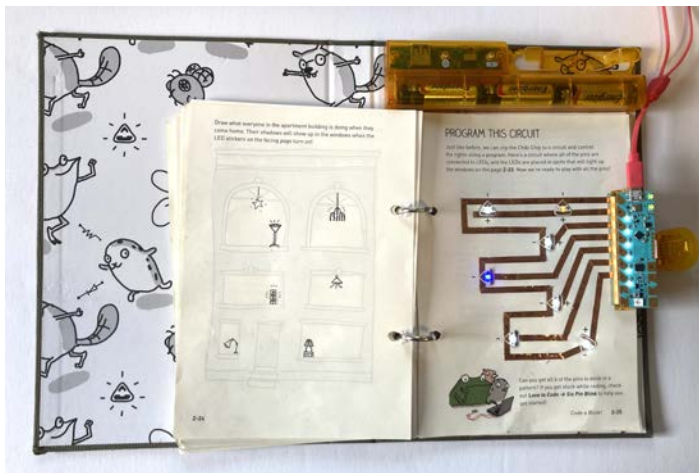 Draw what everyone in the apartment building is doing when they
come home. Their shadows will show up in the windows when the
LED stickers on the facing page turn on!
2-24
PROGRAM THIS CIRCUIT
Just like before, we can clip the Chibi Chip to a circuit and control
the lights using a program. Here's a circuit where all of the pins are
connected to LEDs, and the LEDs are placed in spots that will light up
the windows on the page 2-23. Now we're ready to play with all the pins!
Can you get all 6 of the pins to blink in a
pattern? If you get stuck while coding, check
out Love to Code → Six Pin Blink to help you
get started!
Code a Blink! 2-25